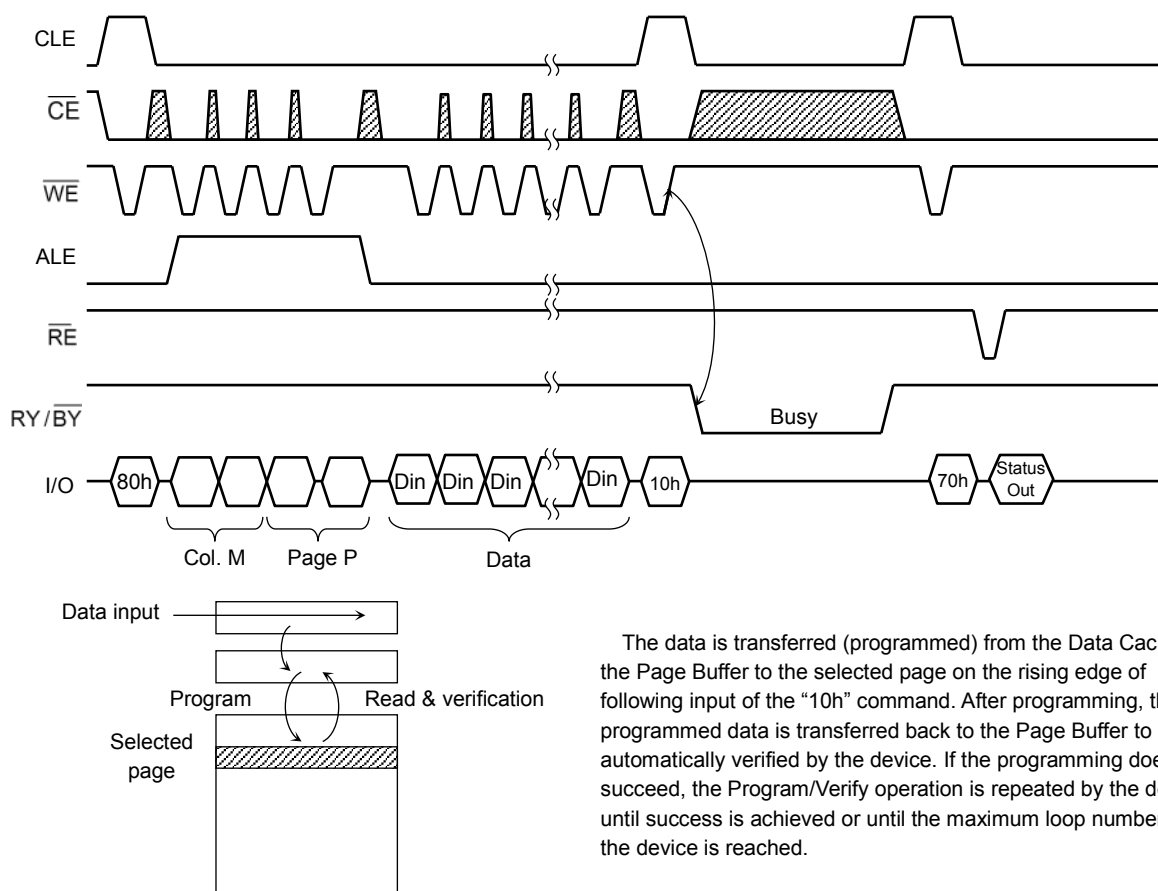 CLE
CE
WE
ALE
RE
RY/BY
Busy
I/O
80h
Din Din Din Din
10h
70h
Status
Out
Col. M Page P Data
Data input
Program
Read & verification
Selected
page
The data is transferred (programmed) from the Data Cac
the Page Buffer to the selected page on the rising edge of
following input of the “10h” command. After programming, t
programmed data is transferred back to the Page Buffer to
automatically verified by the device. If the programming doe
succeed, the Program/Verify operation is repeated by the d
until success is achieved or until the maximum loop number
the device is reached.